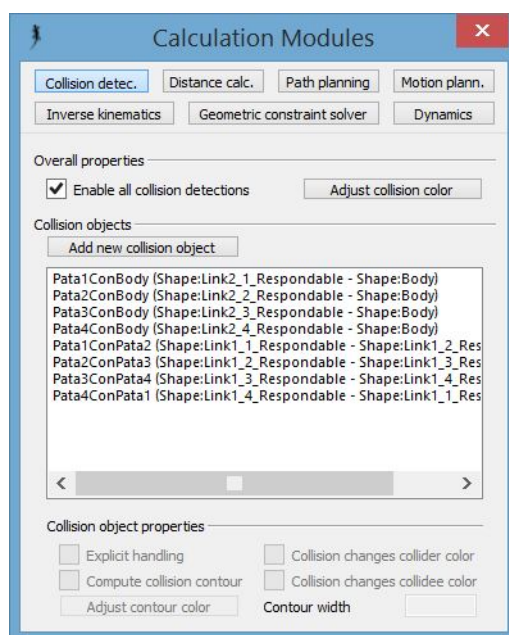 Calculation Modules
Collision detec. Distance calc. Path planning Motion plann.
Inverse kinematics Geometric constraint solver Dynamics
Overall properties
Enable all collision detections Adjust collision color
Collision objects
Add new collision object
Pata1ConBody (Shape:Link2_1_Respondable - Shape:Body)
Pata2ConBody (Shape:Link2_2_Respondable - Shape:Body)
Pata3ConBody (Shape:Link2_3_Respondable - Shape:Body)
Pata4ConBody (Shape:Link2_4_Respondable - Shape:Body)
Pata1ConPata2 (Shape:Link1_1_Respondable - Shape:Link1_2_Res
Pata2ConPata3 (Shape:Link1_2_Respondable - Shape:Link1_3_Res
Pata3ConPata4 (Shape:Link1_3_Respondable - Shape:Link1_4_Res
Pata4ConPata1 (Shape:Link1_4_Respondable - Shape:Link1_1_Res
Collision object properties
Explicit handling Collision changes collider color
Compute collision contour Collision changes collidee color
Adjust contour color Contour width